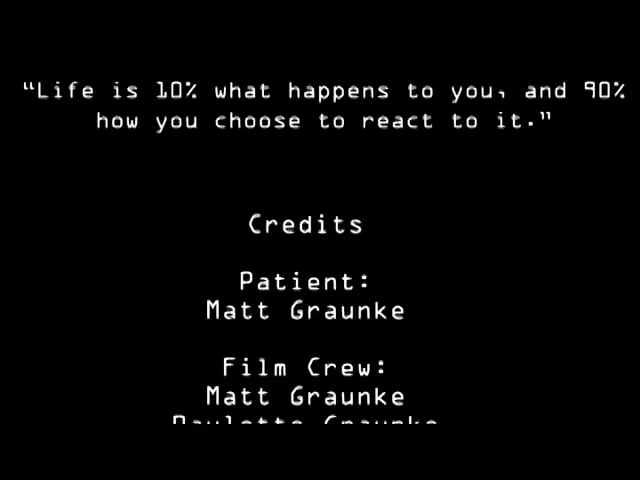 "Life is 10% what happens to you, and 90%
how you choose to react to it."
Credits
Patient:
Matt Graunke
Film Crew:
Matt Graunke
Paulette Graunke